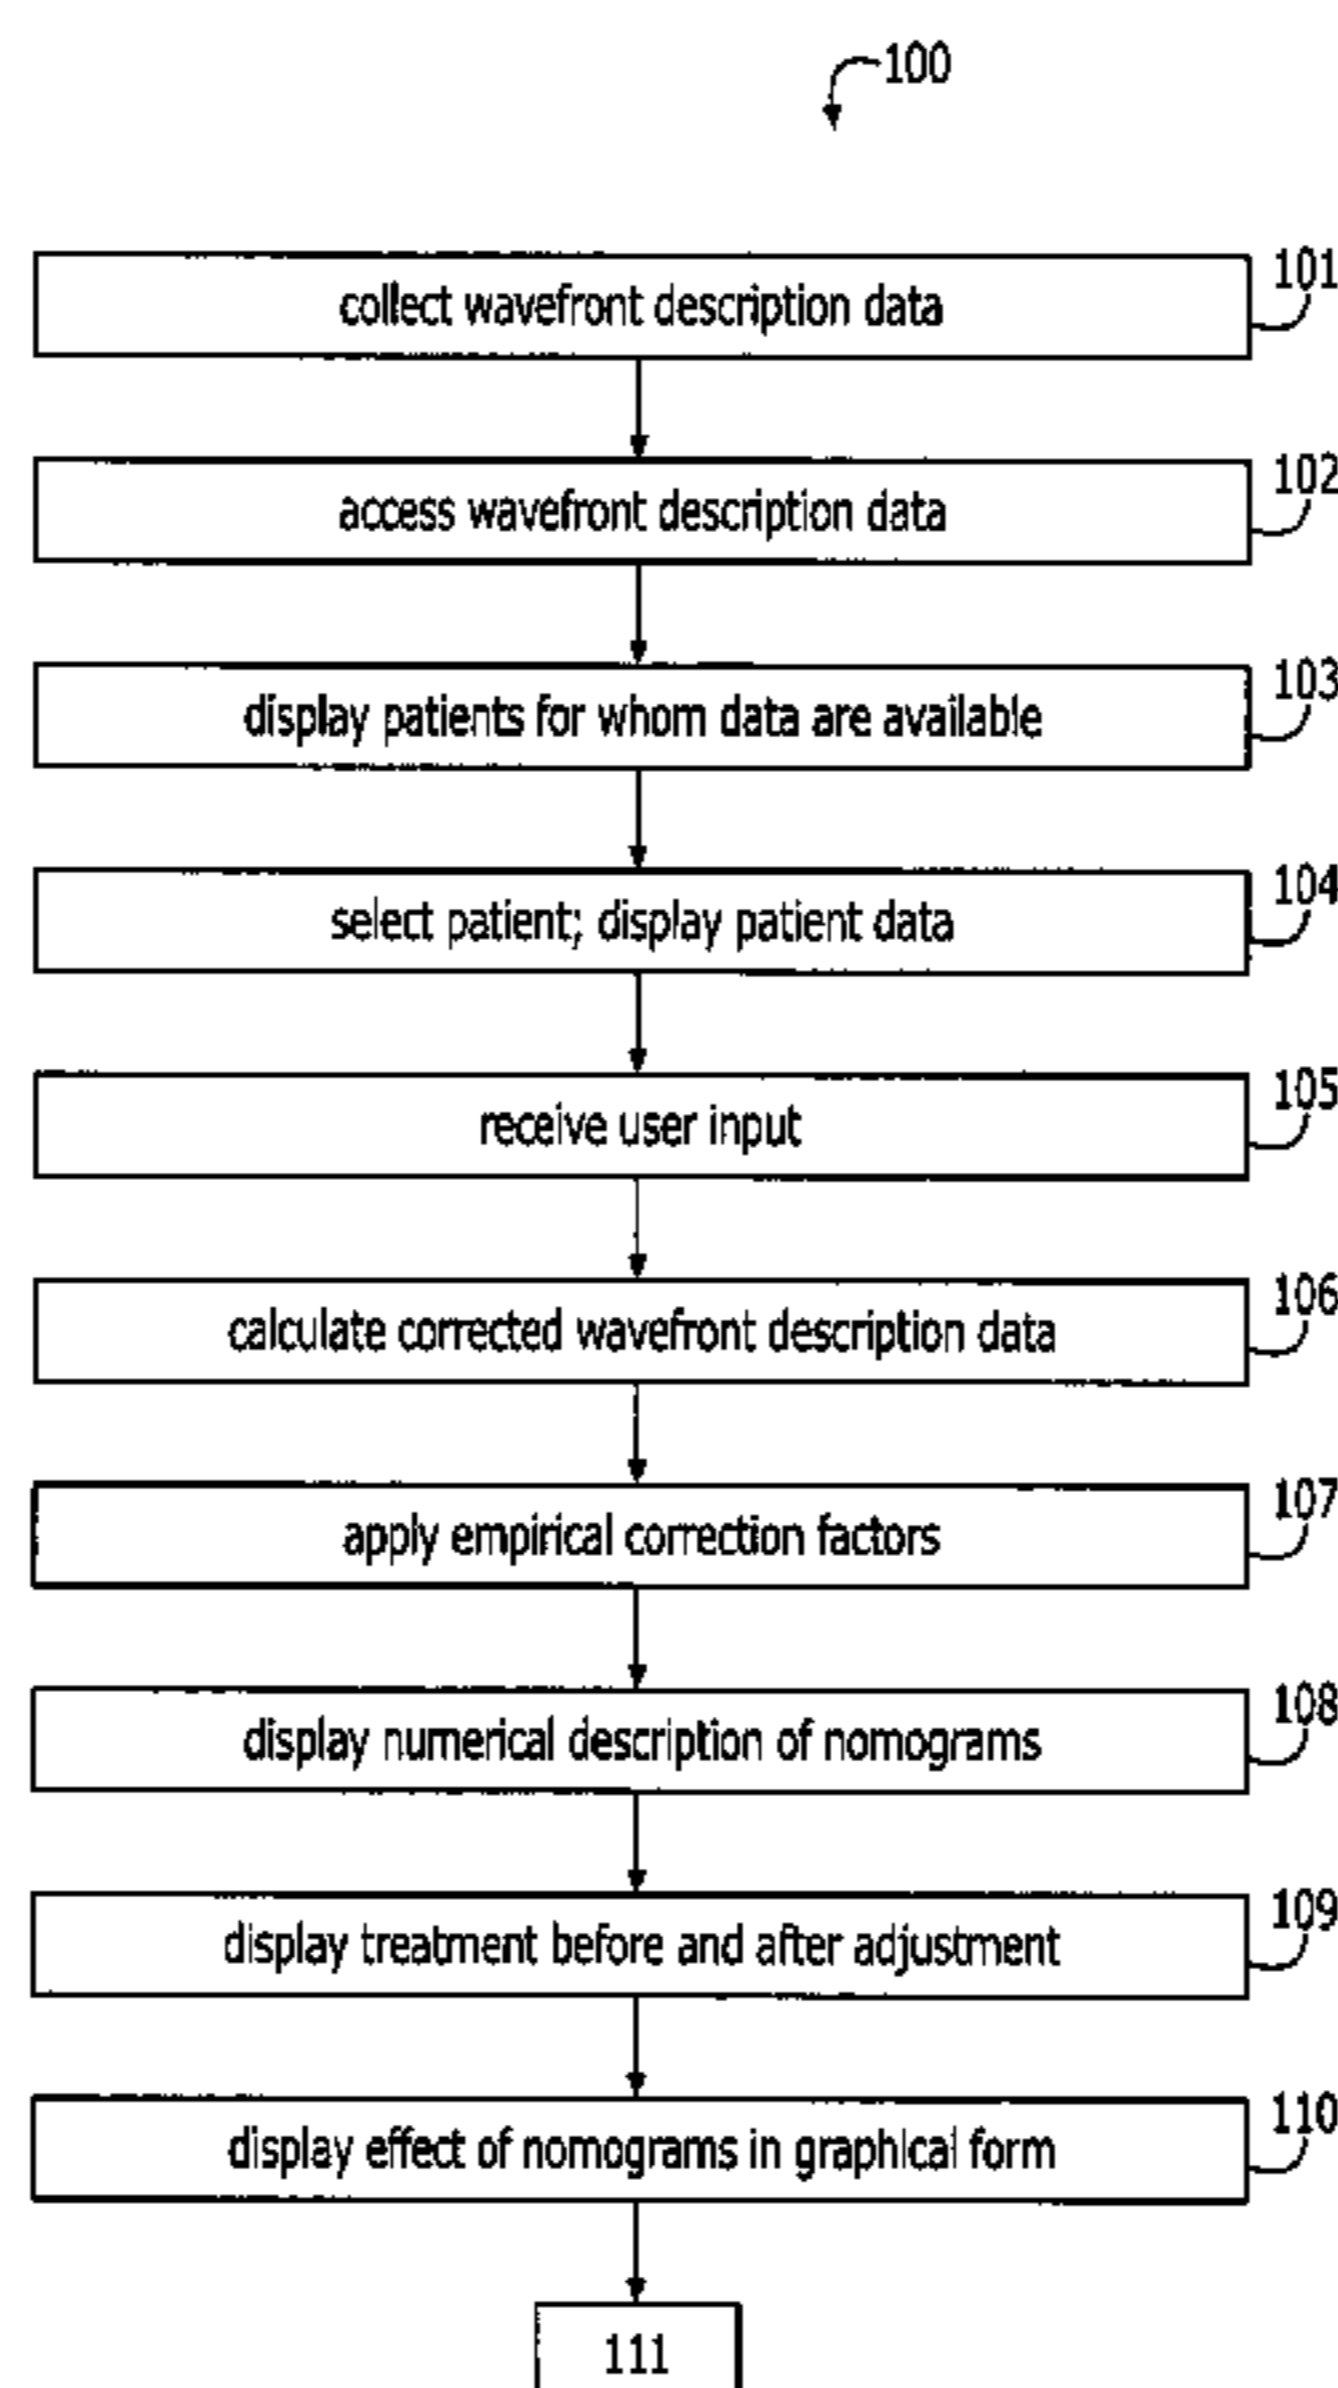 100
collect wavefront description data
101
access wavefront description data
102
display patients for whom data are available
103
select patient; display patient data
104
receive user input
105
calculate corrected wavefront description data
106
apply empirical correction factors
107
display numerical description of nomograms
108
display treatment before and after adjustment
109
display effect of nomograms in graphical form
110
111